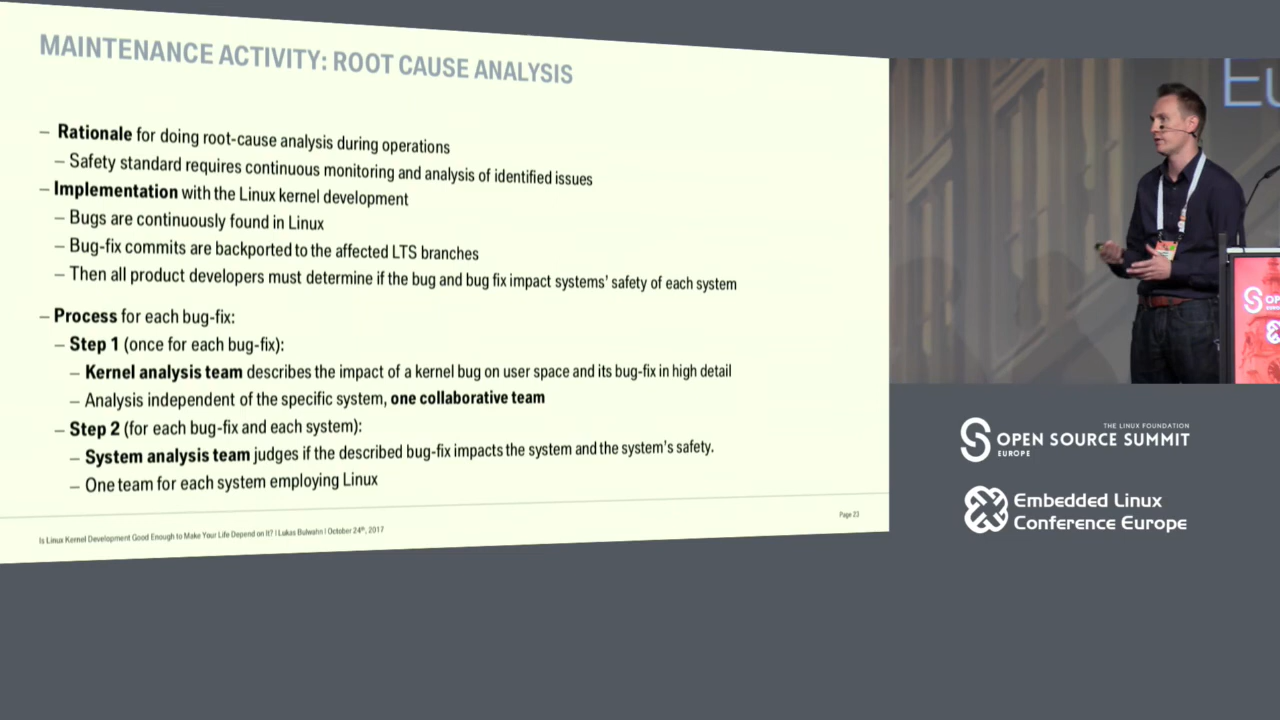 MAINTENANCE ACTIVITY: ROOT CAUSE ANALYSIS
– Rationale for doing root-cause analysis during operations
– Safety standard requires continuous monitoring and analysis of identified issues
– Implementation with the Linux kernel development
– Bugs are continuously found in Linux
– Bug-fix commits are backported to the affected LTS branches
– Then all product developers must determine if the bug and bug fix impact systems' safety of each system
– Process for each bug-fix:
– Step 1 (once for each bug-fix):
– Kernel analysis team describes the impact of a kernel bug on user space and its bug-fix in high detail
– Analysis independent of the specific system, one collaborative team
– Step 2 (for each bug-fix and each system):
– System analysis team judges if the described bug-fix impacts the system and the system's safety.
– One team for each system employing Linux
Is Linux Kernel Development Good Enough to Make Your Life Depend on It? | Lukas Bulwahn | October 24th, 2017
Page 23
Eu
OP
THE LINUX FOUNDATION
OPEN SOURCE SUMMIT
EUROPE
Embedded Linux
Conference Europe